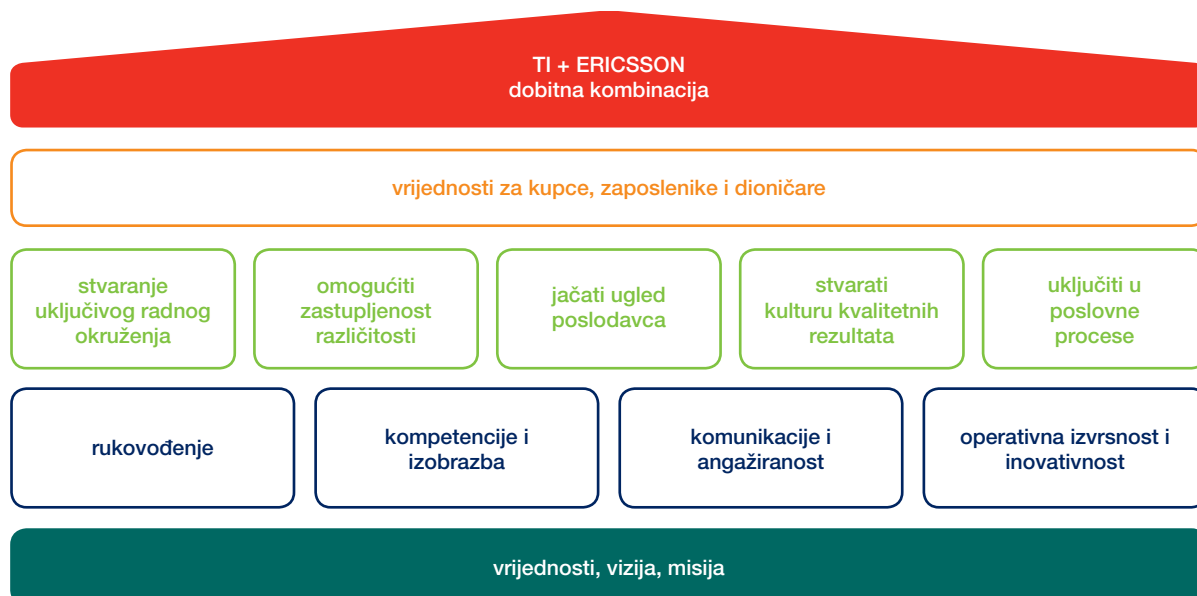 TI + ERICSSON
dobitna kombinacija
vrijednosti za kupce, zaposlenike i dioničare
stvaranje
uključivog radnog
okruženja
omogućiti
zastupljenost
različitosti
jačati ugled
poslodavca
stvarati
kulturu kvalitetnih
rezultata
uključiti u
poslovne
procese
rukovođenje
kompetencije i
izobrazba
komunikacije i
angažiranost
operativna izvrsnost i
inovativnost
vrijednosti, vizija, misija